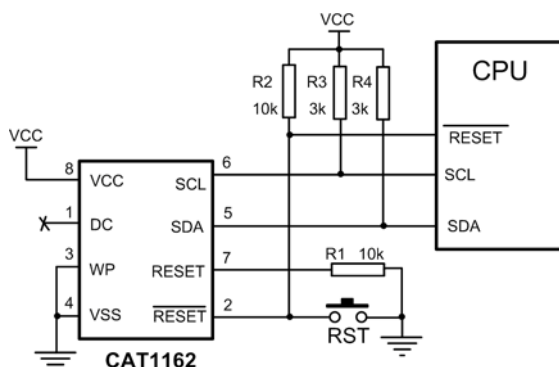 VCC
R2 R3 R4
10k 3k 3k
CPU
RESET
VCC
8 VCC SCL 6 SCL
1 DC SDA 5 SDA
3 WP RESET 7 R1 10k
4 VSS RESET 2 RST
CAT1162